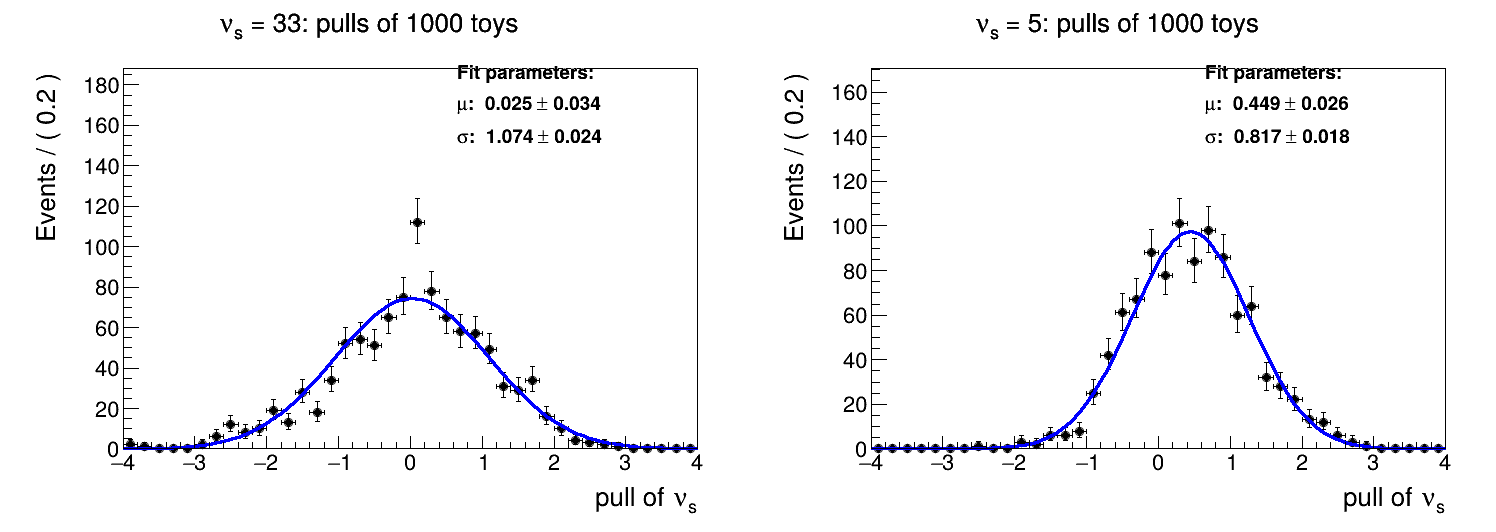 νs = 33: pulls of 1000 toys
Events / ( 0.2 )
180
160
140
120
100
80
60
40
20
0
Fit parameters:
μ: 0.025 ± 0.034
σ: 1.074 ± 0.024
−4 −3 −2 −1 0 1 2 3 4
pull of νs
νs = 5: pulls of 1000 toys
Events / ( 0.2 )
160
140
120
100
80
60
40
20
0
Fit parameters:
μ: 0.449 ± 0.026
σ: 0.817 ± 0.018
−4 −3 −2 −1 0 1 2 3 4
pull of νs